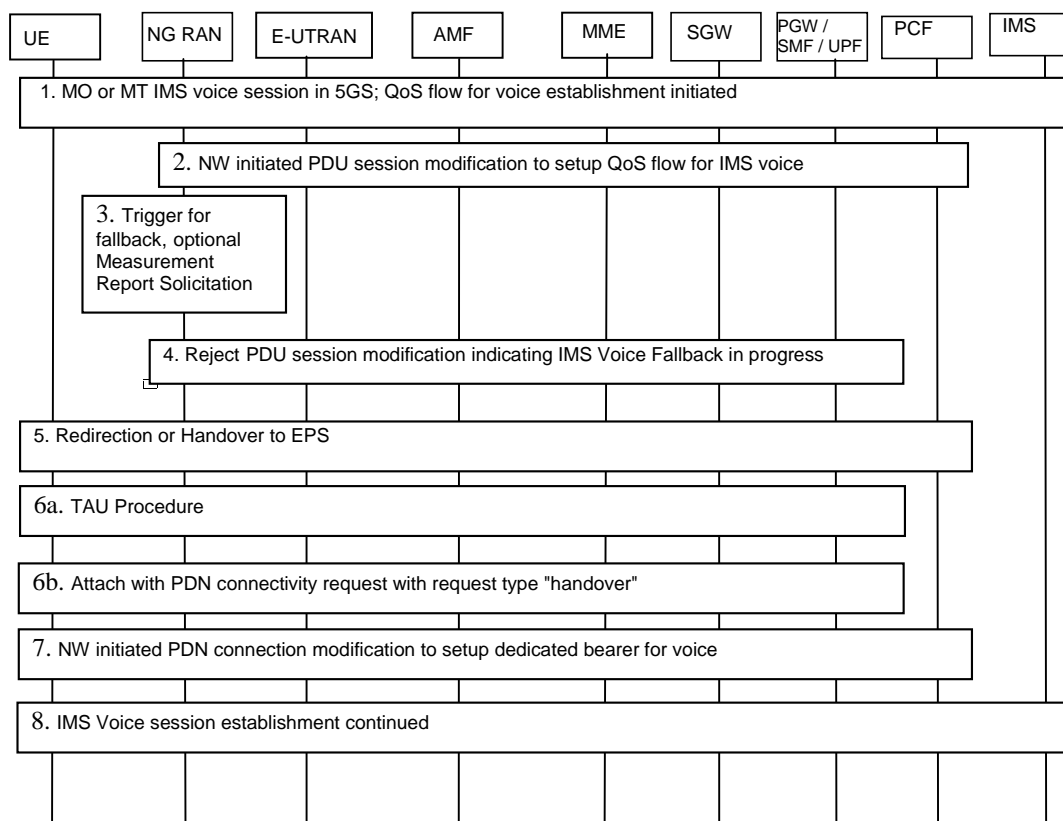 UE
NG RAN
E-UTRAN
AMF
MME
SGW
PGW /
SMF / UPF
PCF
IMS
1. MO or MT IMS voice session in 5GS; QoS flow for voice establishment initiated
2. NW initiated PDU session modification to setup QoS flow for IMS voice
3. Trigger for
fallback, optional
Measurement
Report Solicitation
4. Reject PDU session modification indicating IMS Voice Fallback in progress
5. Redirection or Handover to EPS
6a. TAU Procedure
6b. Attach with PDN connectivity request with request type "handover"
7. NW initiated PDN connection modification to setup dedicated bearer for voice
8. IMS Voice session establishment continued